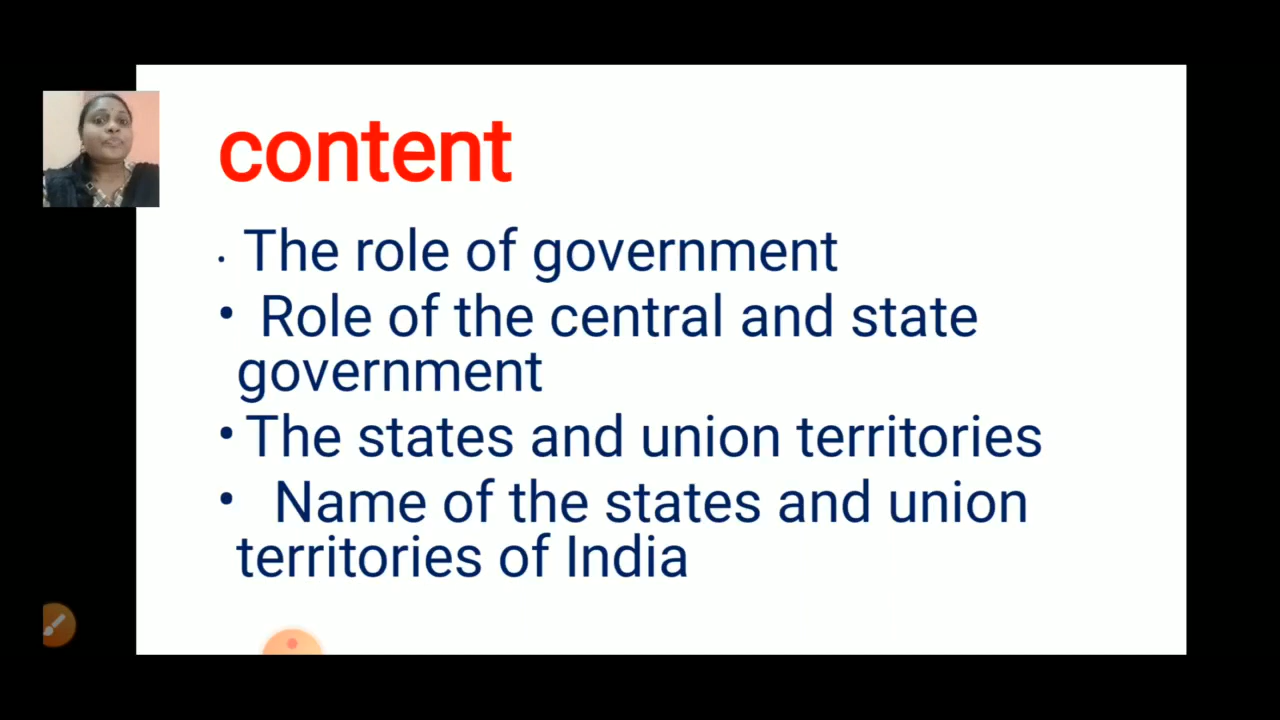 content
· The role of government
• Role of the central and state
government
• The states and union territories
• Name of the states and union
territories of India